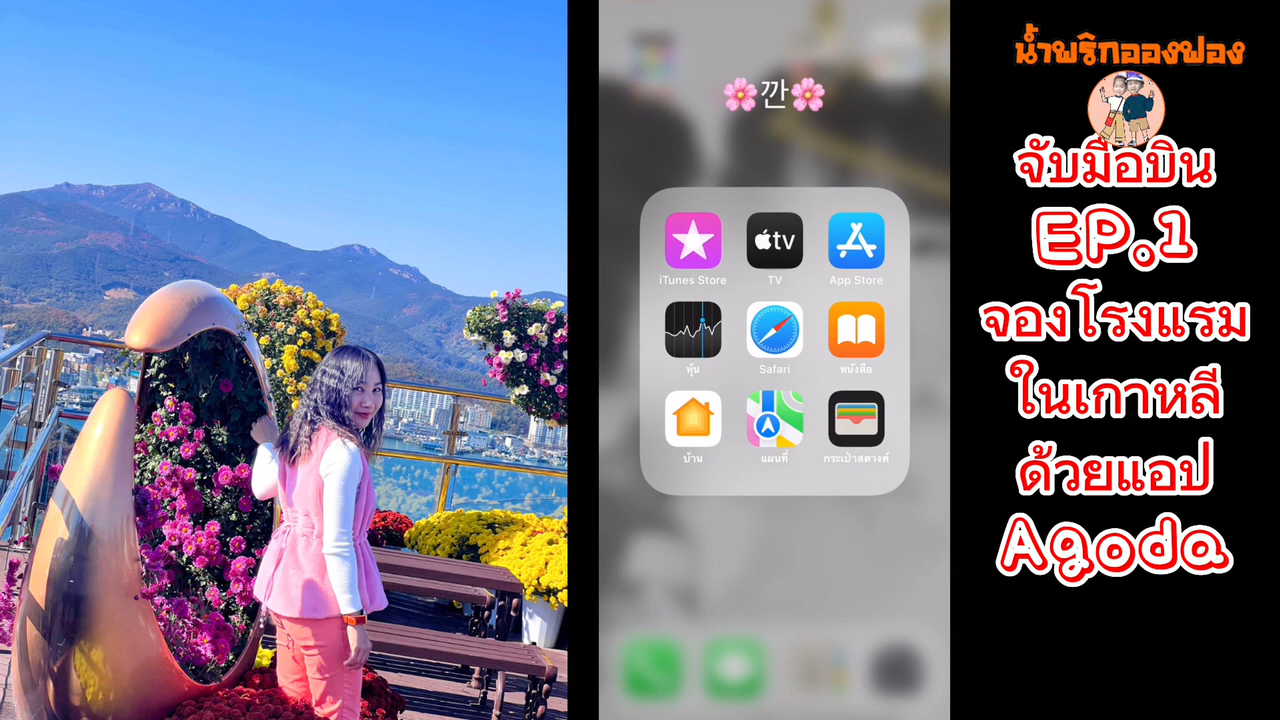 🌸깐🌸
iTunes Store
TV
App Store
tv
หุ้น
Safari
หนังสือ
บ้าน
แผนที่
กระเป๋าสตางค์
น้ำพริกอองฟอง
จับมือบิน
EP.1
จองโรงแรม
ในเกาหลี
ด้วยแอป
Agoda